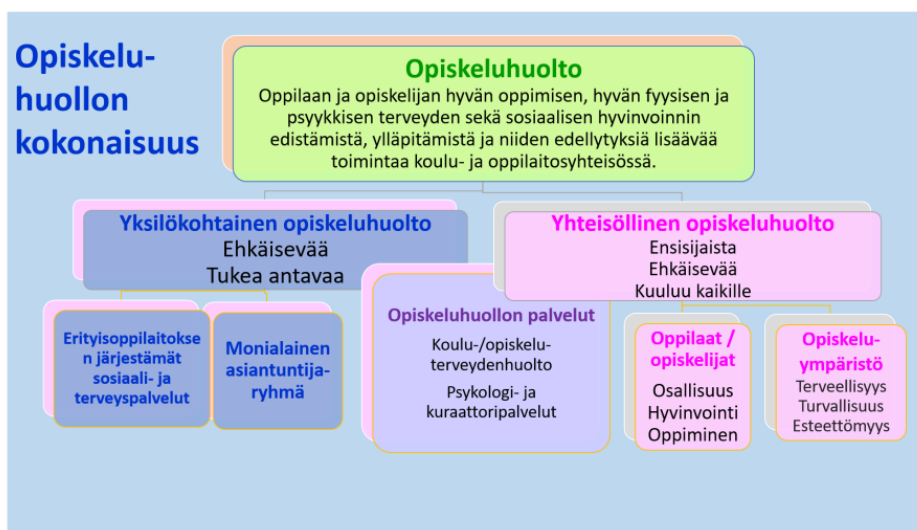 Opiskelu-
huollon
kokonaisuus
Opiskeluhuolto
Oppilaan ja opiskelijan hyvän oppimisen, hyvän fyysisen ja
psyykkisen terveyden sekä sosiaalisen hyvinvoinnin
edistämistä, ylläpitämistä ja niiden edellytyksiä lisäävää
toimintaa koulu- ja oppilaitosyhteisössä.
Yksilökohtainen opiskeluhuolto
Ehkäisevää
Tukea antavaa
Yhteisöllinen opiskeluhuolto
Ensisijaista
Ehkäisevää
Kuuluu kaikille
Erityisoppilaitokse
n järjestämät
sosiaali- ja
terveyspalvelut
Monialainen
asiantuntija-
ryhmä
Opiskeluhuollon palvelut
Koulu-/opiskelu-
terveydenhuolto
Psykologi- ja
kuraattoripalvelut
Oppilaat /
opiskelijat
Osallisuus
Hyvinvointi
Oppiminen
Opiskelu-
ympäristö
Terveellisyys
Turvallisuus
Esteettömyys